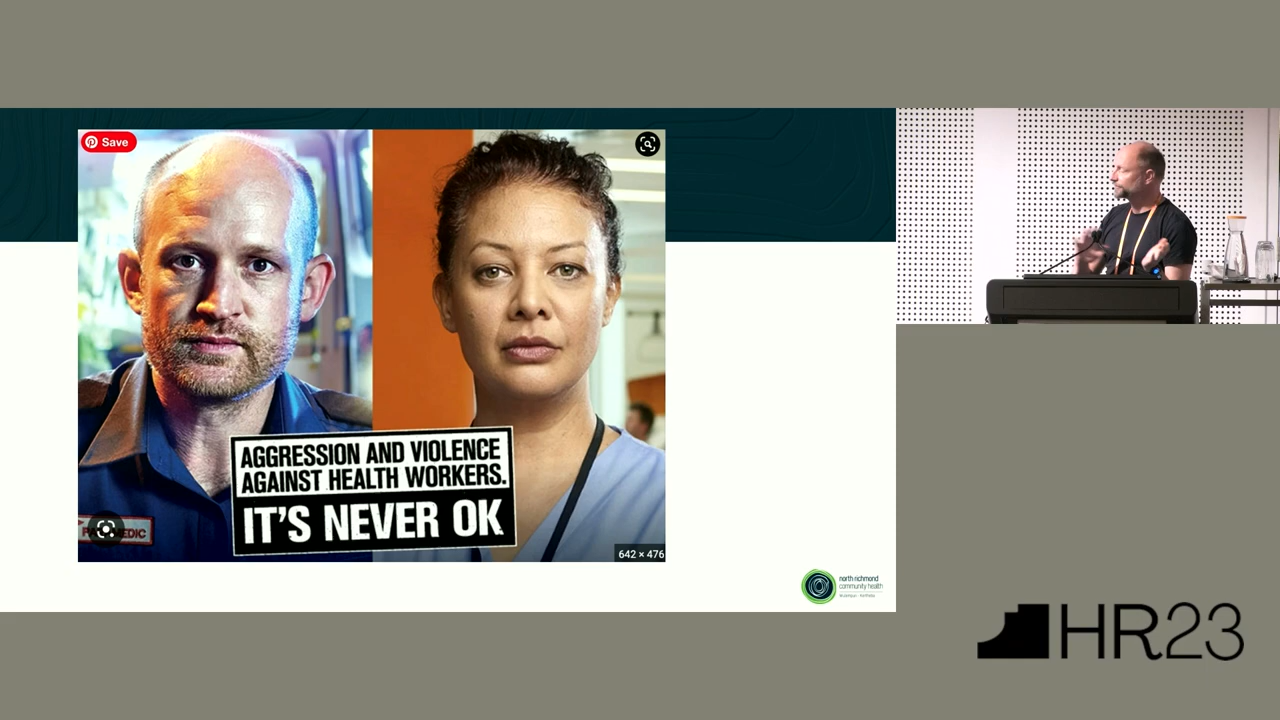 Save
AGGRESSION AND VIOLENCE
AGAINST HEALTH WORKERS.
IT'S NEVER OK
642 × 476
north richmond
community health
HR23